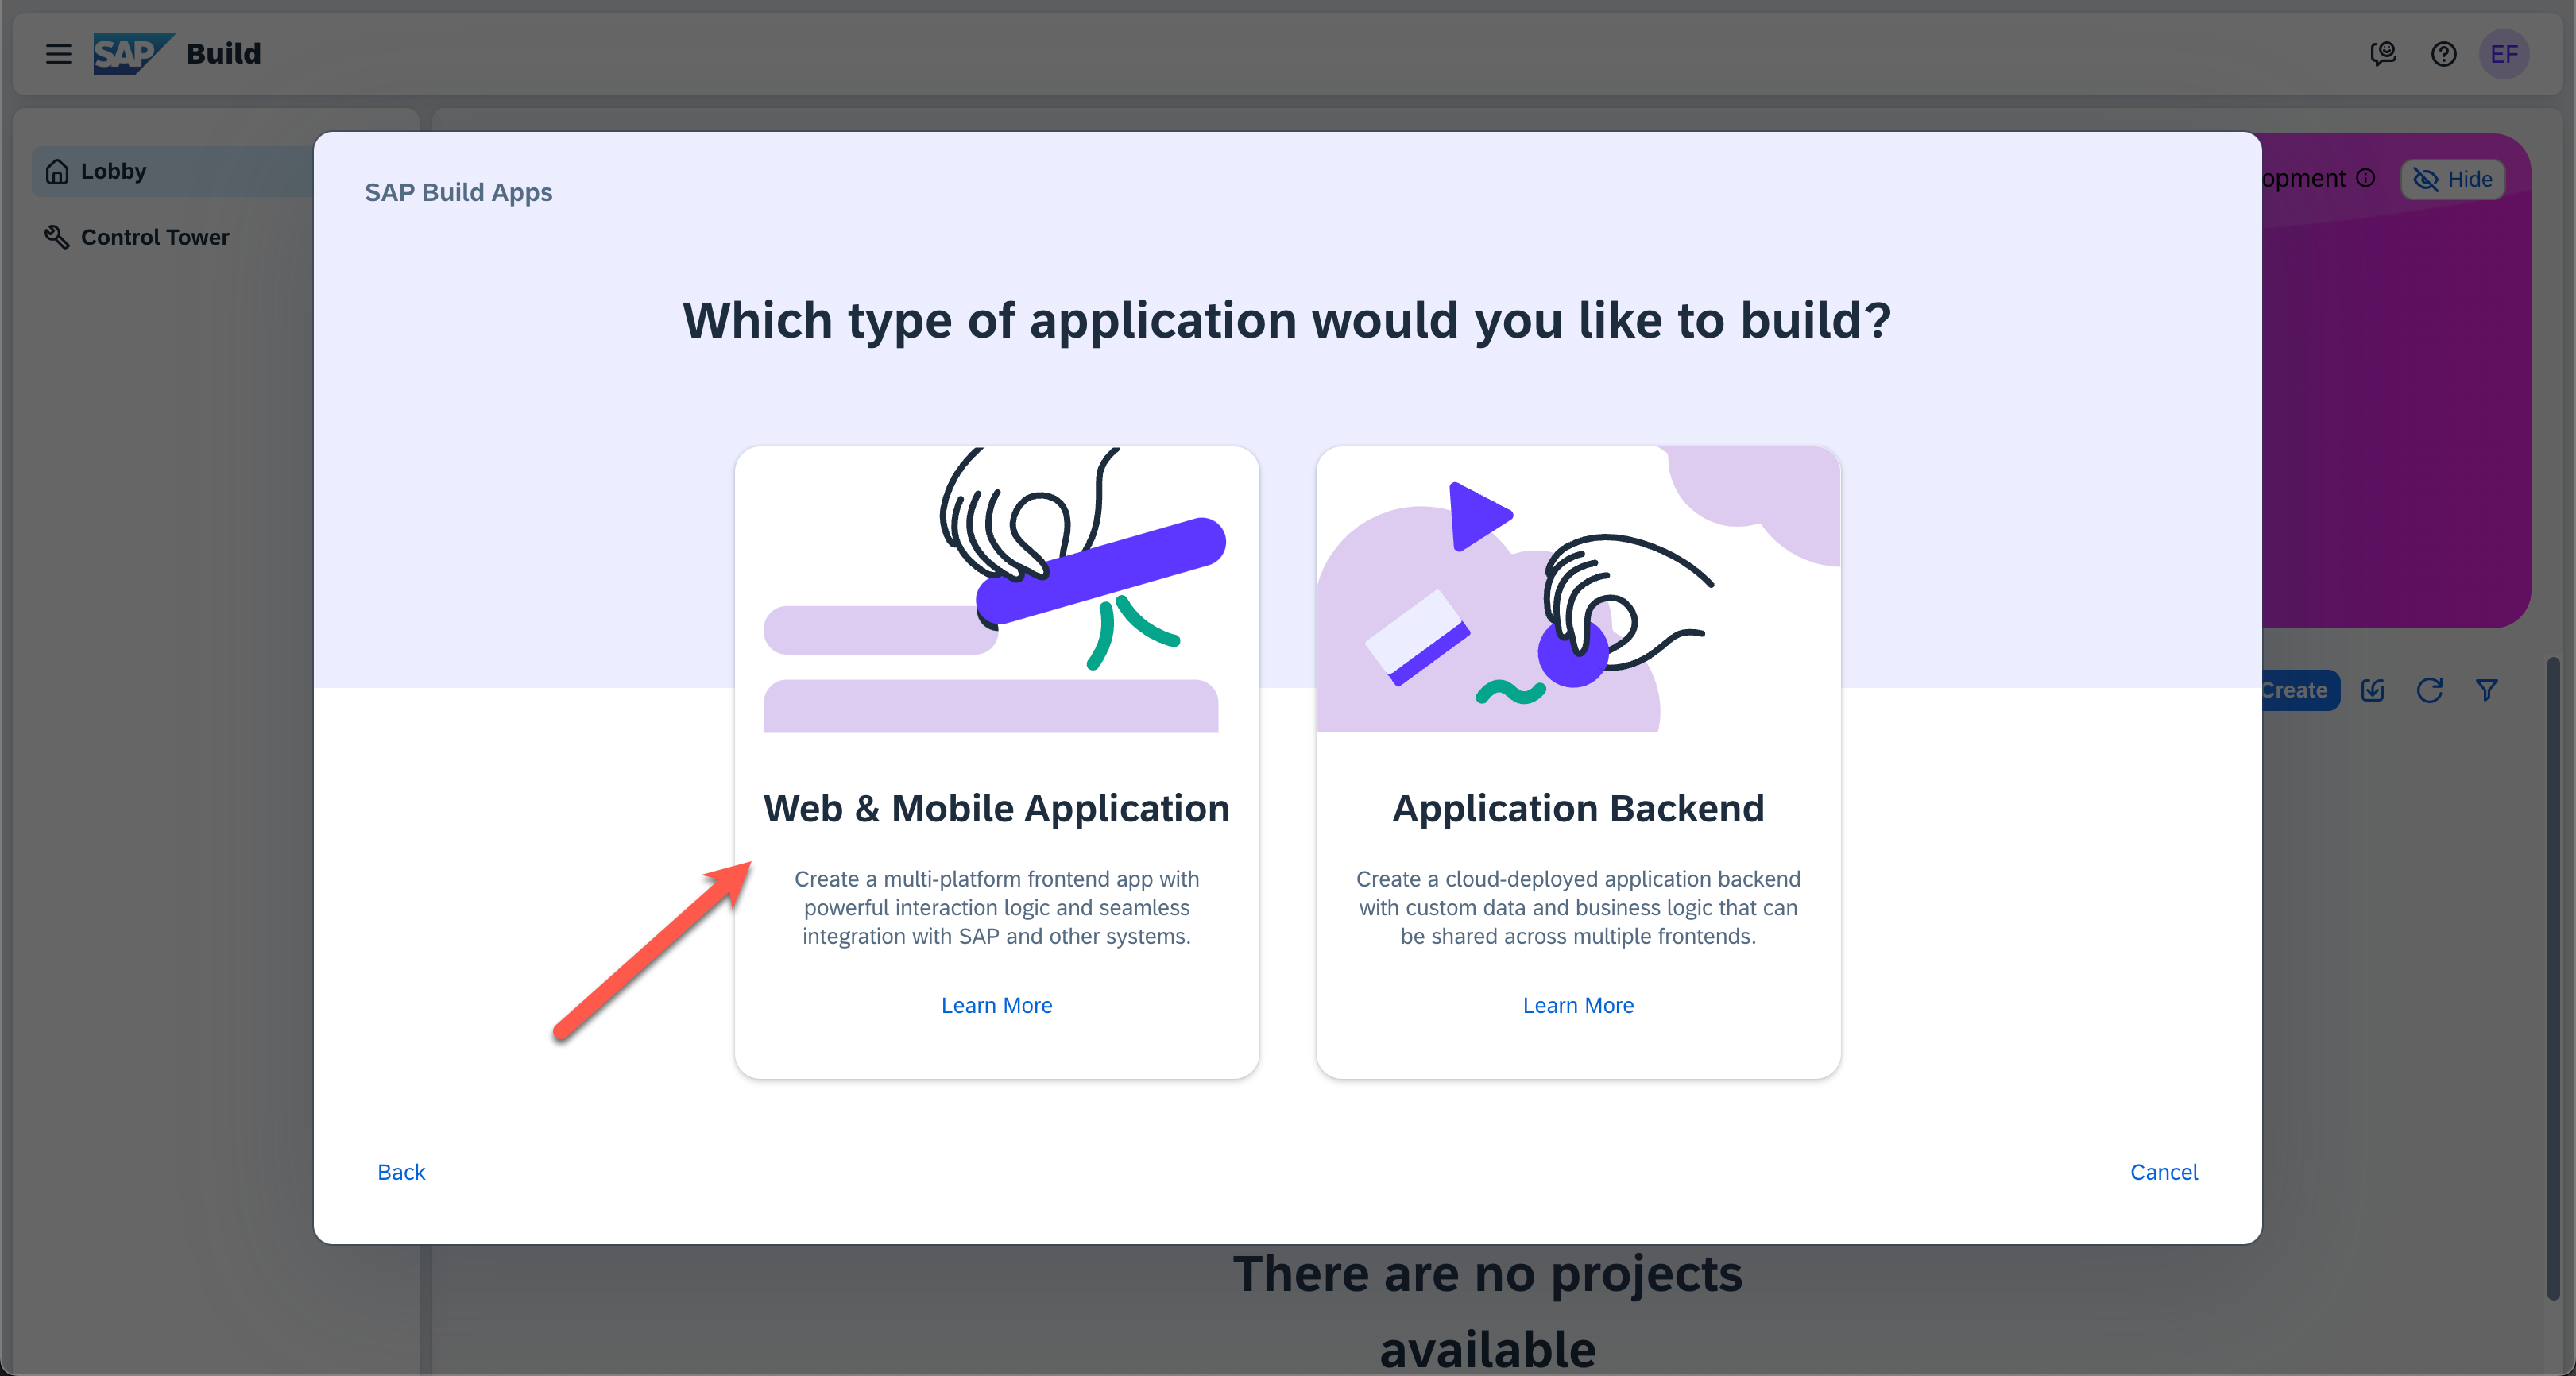 SAP Build
EF
Lobby
Control Tower
opment
Hide
SAP Build Apps
Which type of application would you like to build?
Create
Web & Mobile Application
Create a multi-platform frontend app with
powerful interaction logic and seamless
integration with SAP and other systems.
Learn More
Application Backend
Create a cloud-deployed application backend
with custom data and business logic that can
be shared across multiple frontends.
Learn More
Back
Cancel
There are no projects
available